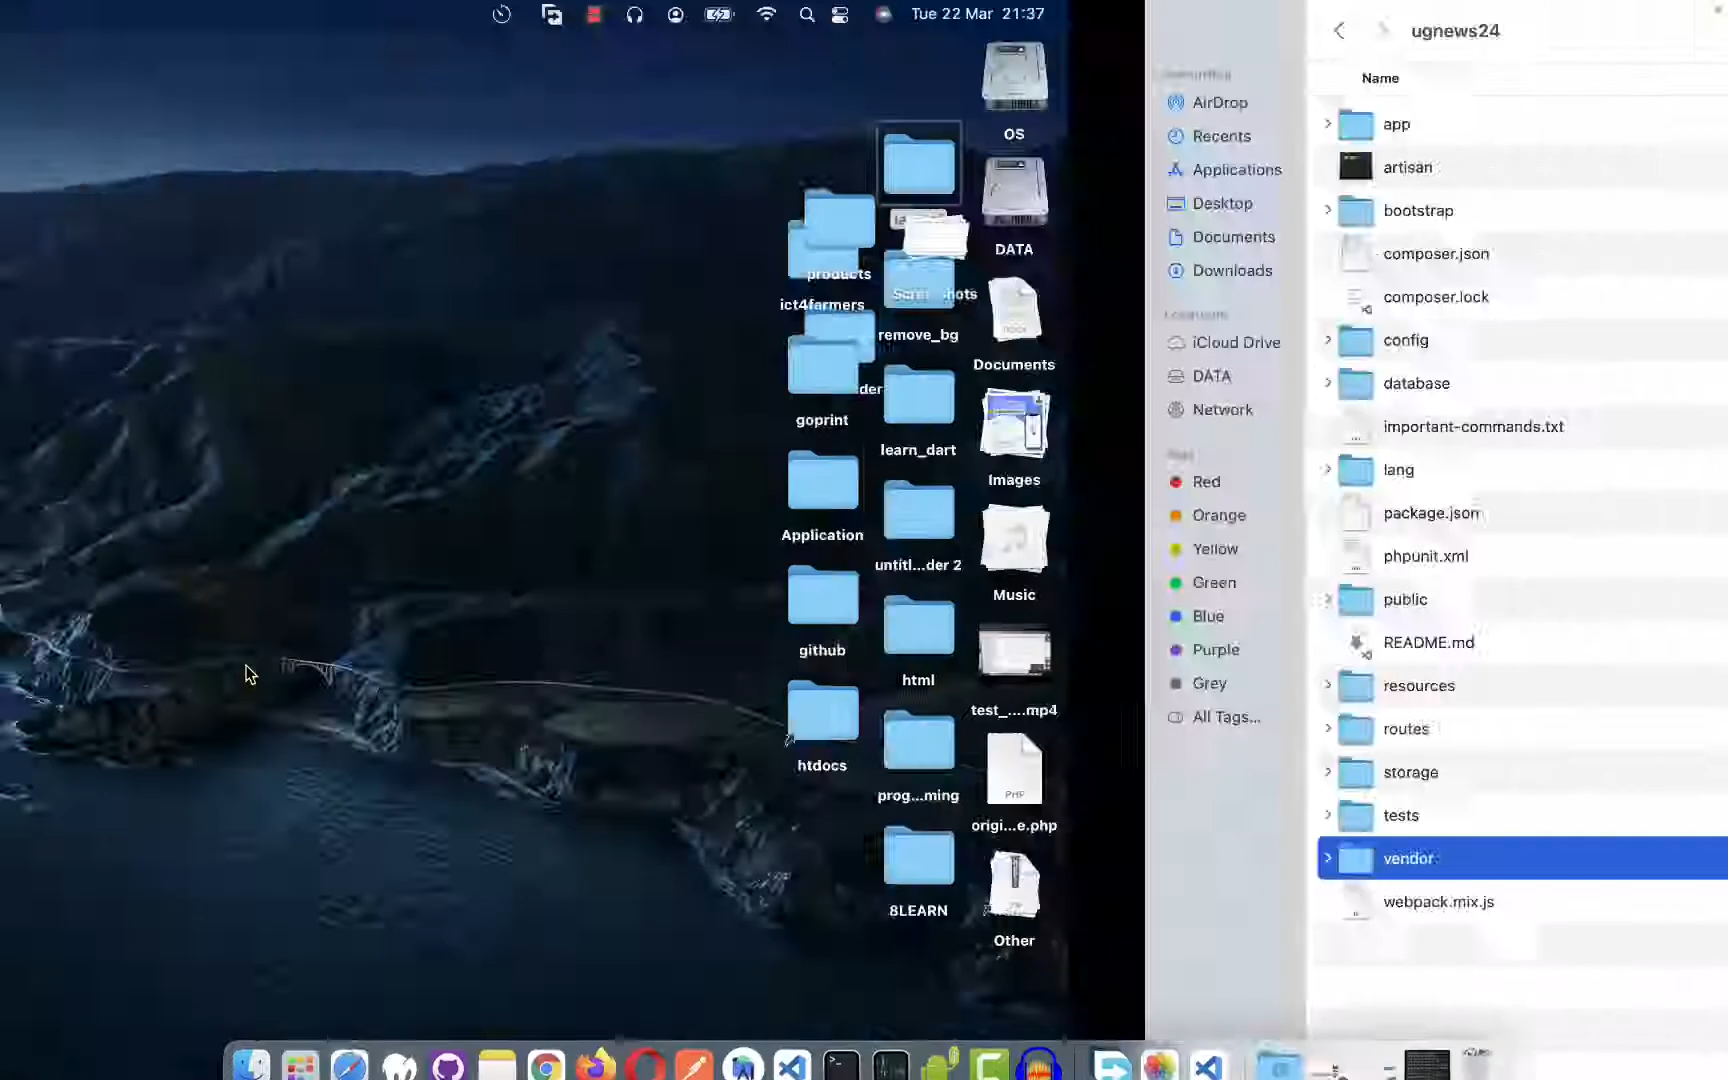 Tue 22 Mar 21:37
OS
DATA
products
ict4farmers
remove_bg
Documents
goprint
learn_dart
Images
Application
untitl...der 2
Music
github
html
test_....mp4
htdocs
prog...ming
PHP
origi...e.php
8LEARN
Other
AirDrop
Recents
Applications
Desktop
Documents
Downloads
iCloud Drive
DATA
Network
Red
Orange
Yellow
Green
Blue
Purple
Grey
All Tags...
ugnews24
Name
app
artisan
bootstrap
composer.json
composer.lock
config
database
important-commands.txt
lang
package.json
phpunit.xml
public
README.md
resources
routes
storage
tests
vendor
webpack.mix.js